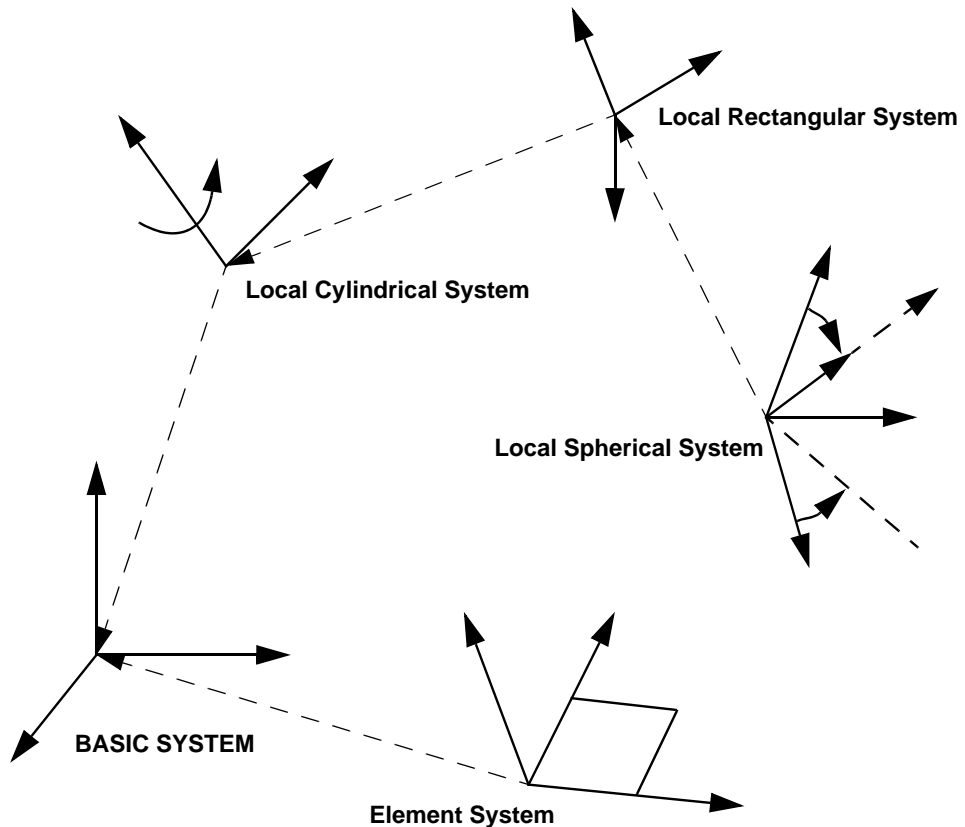 Local Rectangular System
Local Cylindrical System
Local Spherical System
BASIC SYSTEM
Element System